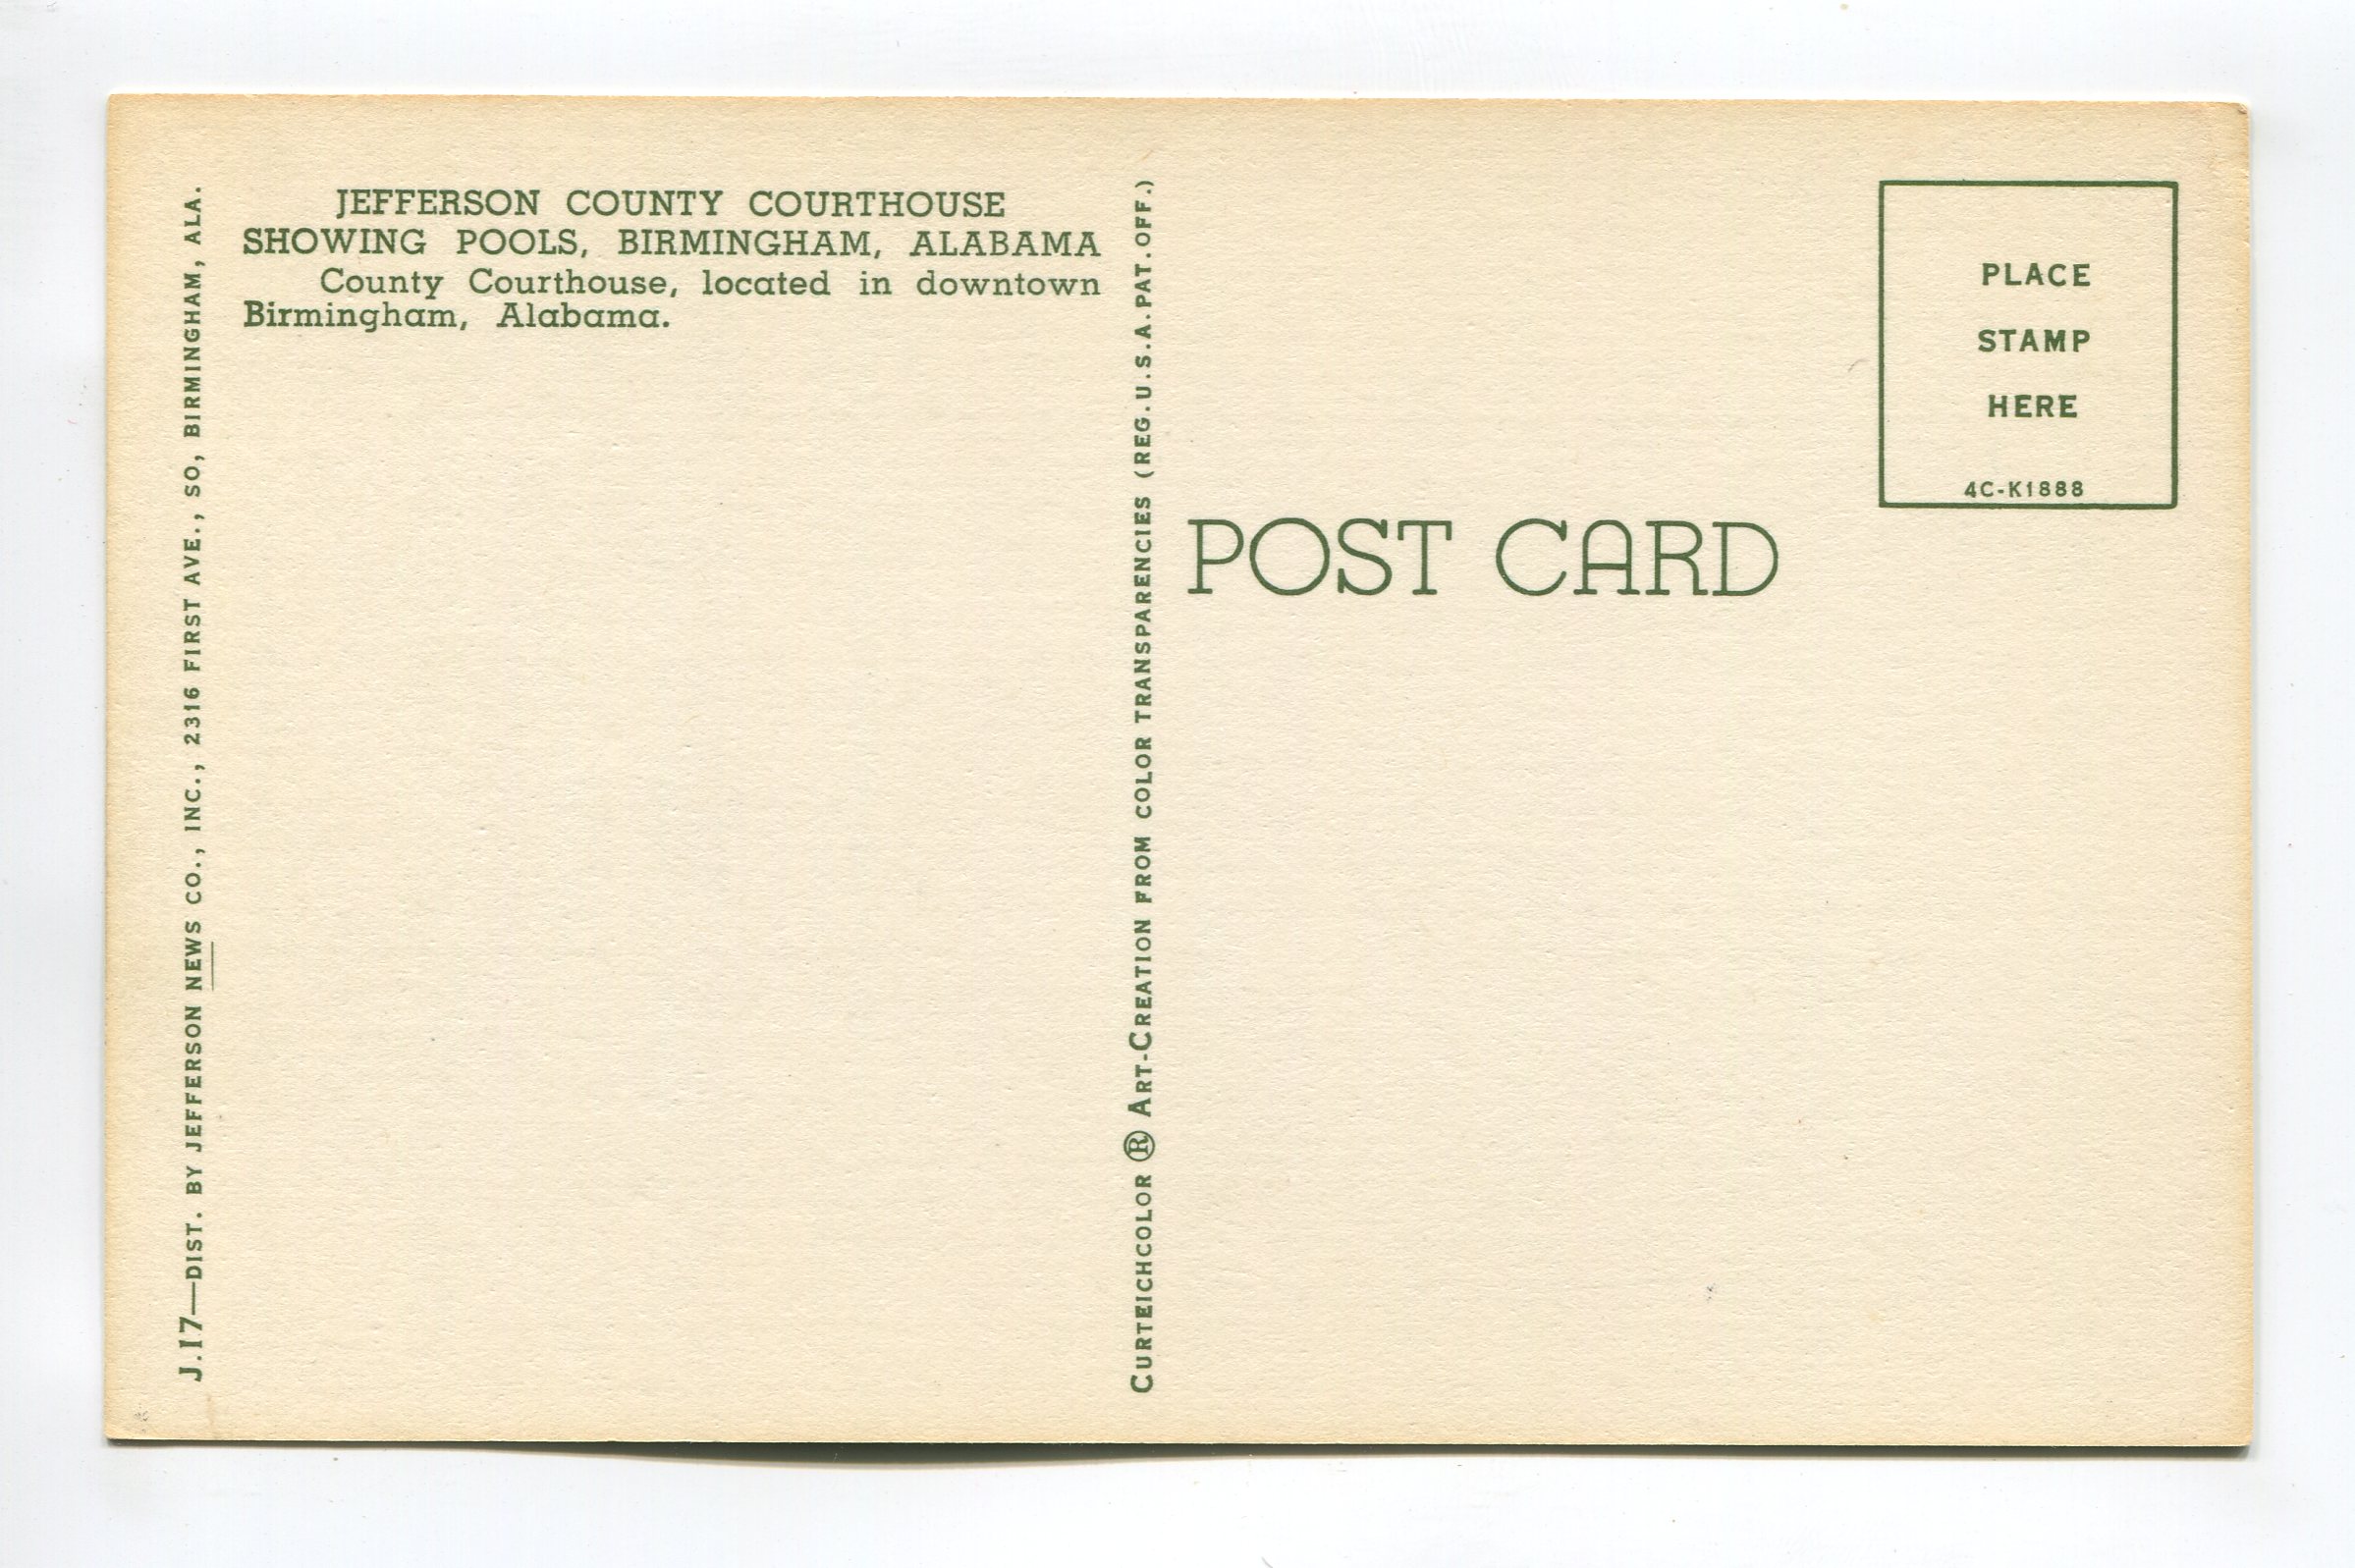 J.17—DIST. BY JEFFERSON NEWS CO., INC., 2316 FIRST AVE., SO, BIRMINGHAM, ALA.
JEFFERSON COUNTY COURTHOUSE
SHOWING POOLS, BIRMINGHAM, ALABAMA
County Courthouse, located in downtown
Birmingham, Alabama.
CURTEICHCOLOR ® ART-CREATION FROM COLOR TRANSPARENCIES (REG.U.S.A.PAT.OFF.)
POST CARD
PLACE
STAMP
HERE
4C-K1888